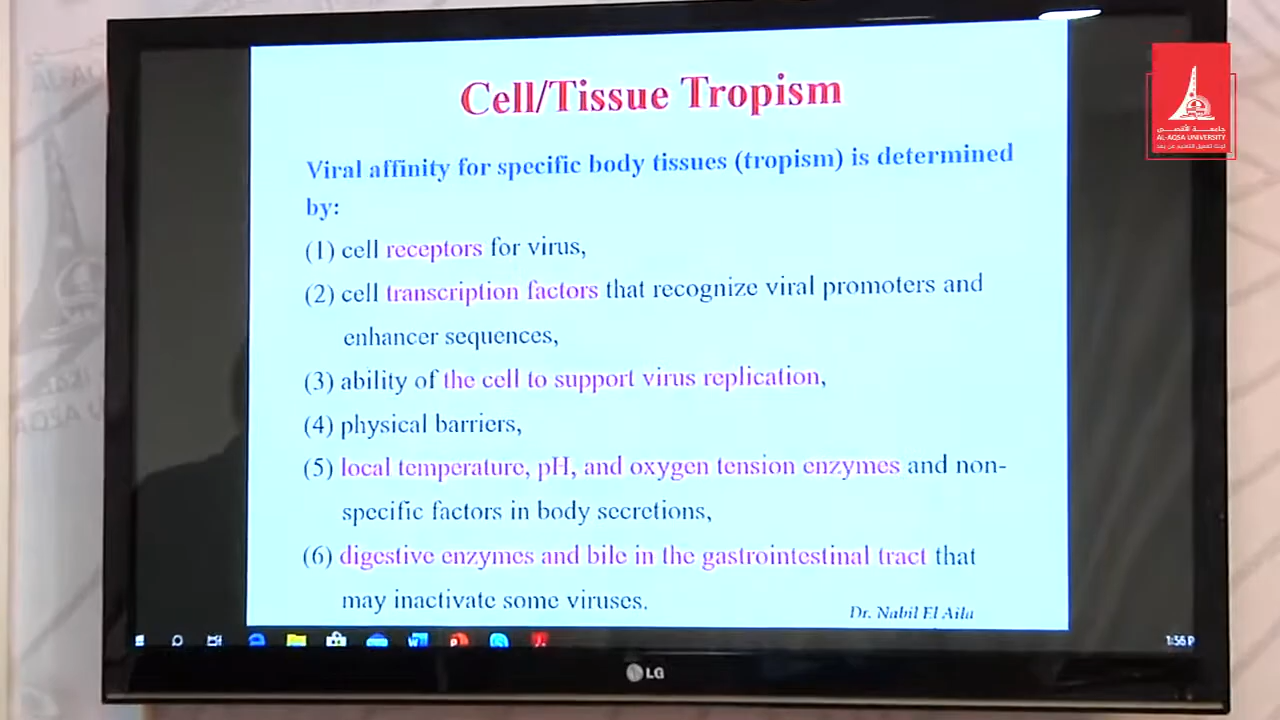 Cell/Tissue Tropism
Viral affinity for specific body tissues (tropism) is determined
by:
(1) cell receptors for virus,
(2) cell transcription factors that recognize viral promoters and
enhancer sequences,
(3) ability of the cell to support virus replication,
(4) physical barriers,
(5) local temperature, pH, and oxygen tension enzymes and non-
specific factors in body secretions,
(6) digestive enzymes and bile in the gastrointestinal tract that
may inactivate some viruses.
Dr. Nabil El Aila
1:56 P
LG
جامعة الأقصى
AL-AQSA UNIVERSITY